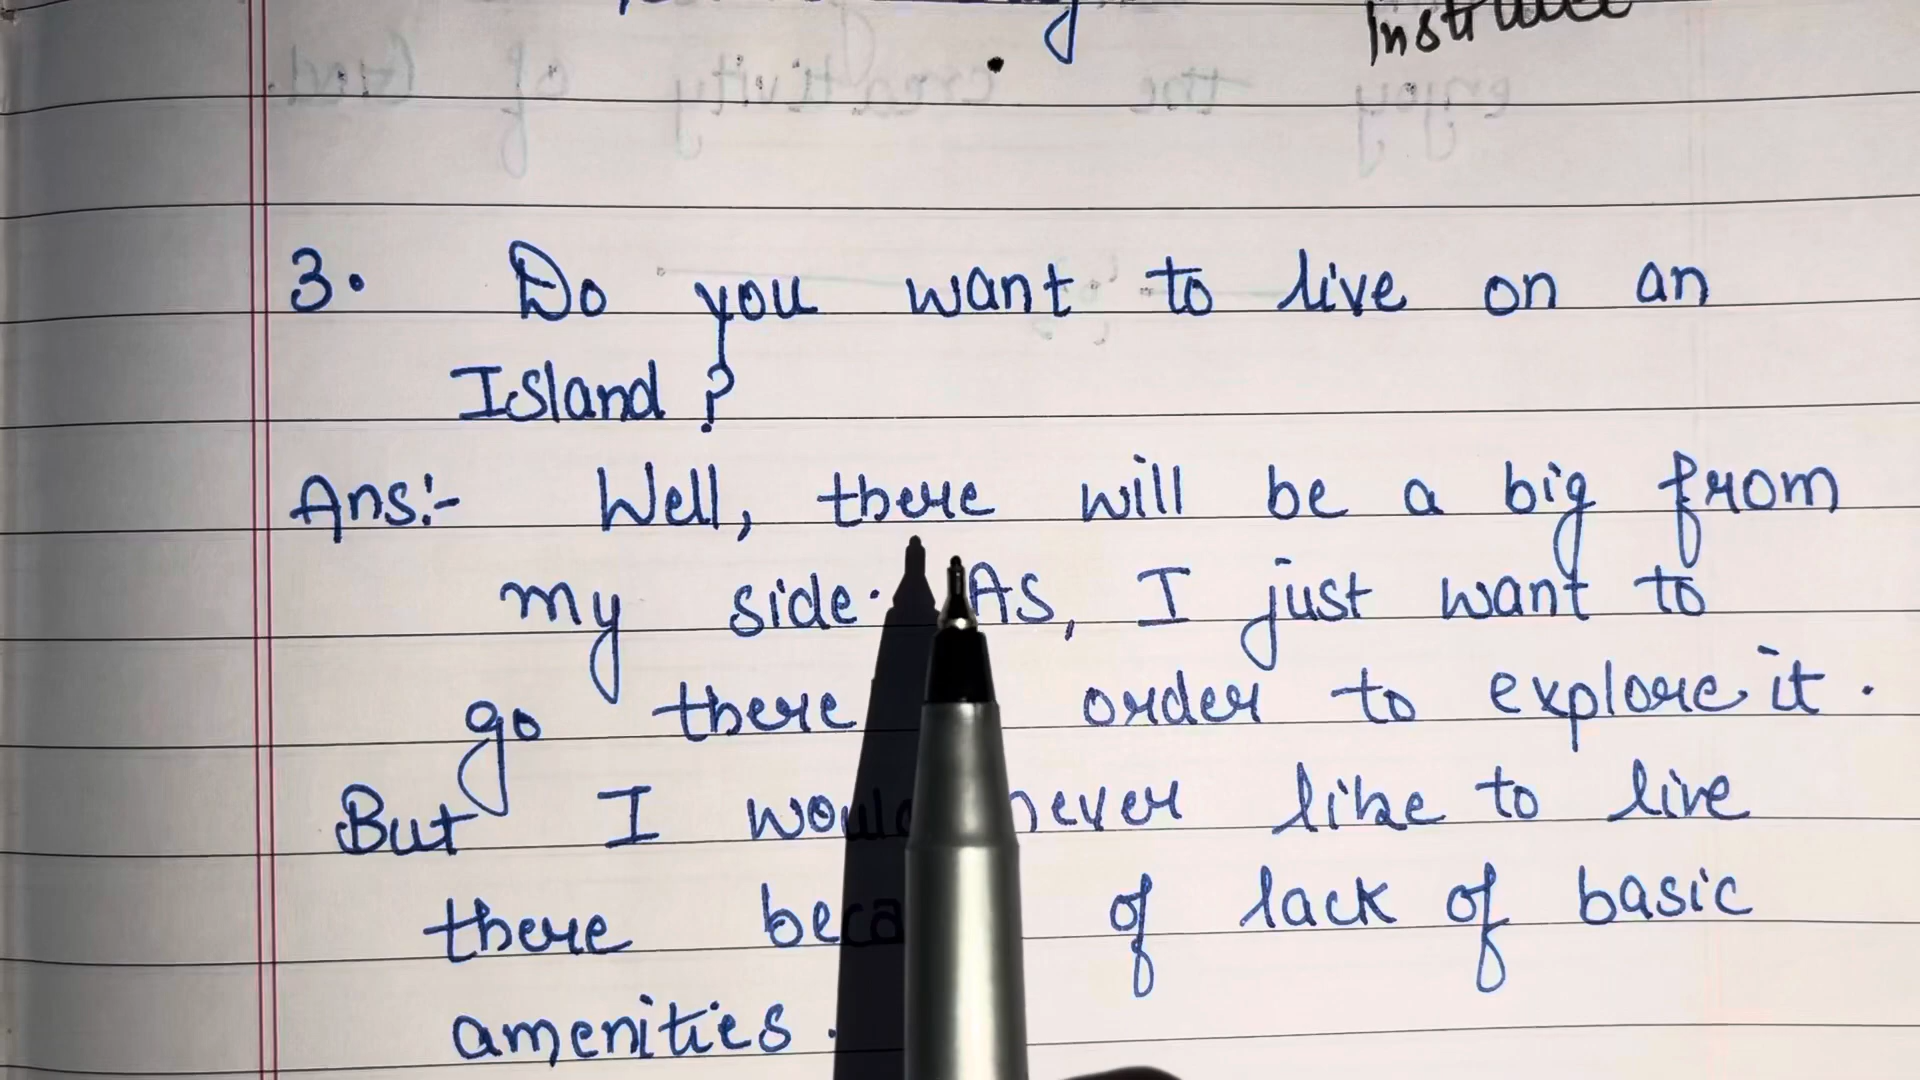 3. Do you want to live on an
Island ?
Ans:- Well, there will be a big from
my side. As, I just want to
go there order to explore it.
But I would never like to live
there of lack of basic
amenities.